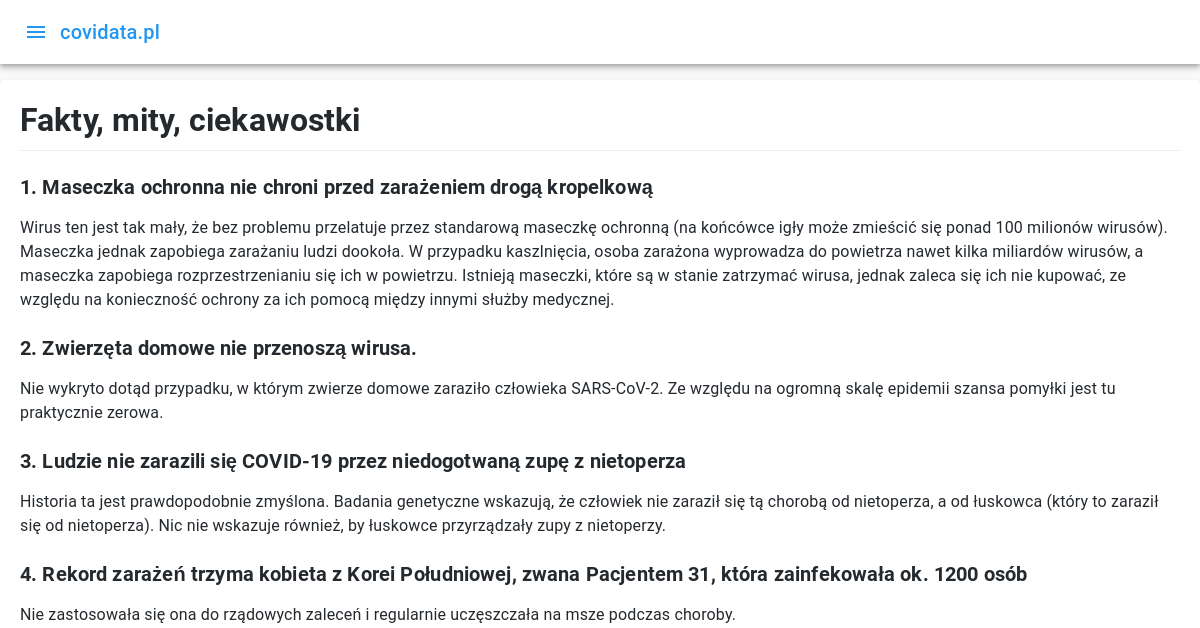 covidata.pl
Fakty, mity, ciekawostki
1. Maseczka ochronna nie chroni przed zarażeniem drogą kropelkową
Wirus ten jest tak mały, że bez problemu przelatuje przez standarową maseczkę ochronną (na końcówce igły może zmieścić się ponad 100 milionów wirusów).
Maseczka jednak zapobiega zarażaniu ludzi dookoła. W przypadku kaszlnięcia, osoba zarażona wyprowadza do powietrza nawet kilka miliardów wirusów, a
maseczka zapobiega rozprzestrzenianiu się ich w powietrzu. Istnieją maseczki, które są w stanie zatrzymać wirusa, jednak zaleca się ich nie kupować, ze
względu na konieczność ochrony za ich pomocą między innymi służby medycznej.
2. Zwierzęta domowe nie przenoszą wirusa.
Nie wykryto dotąd przypadku, w którym zwierze domowe zaraziło człowieka SARS-CoV-2. Ze względu na ogromną skalę epidemii szansa pomyłki jest tu
praktycznie zerowa.
3. Ludzie nie zarazili się COVID-19 przez niedogotwaną zupę z nietoperza
Historia ta jest prawdopodobnie zmyślona. Badania genetyczne wskazują, że człowiek nie zaraził się tą chorobą od nietoperza, a od łuskowca (który to zaraził
się od nietoperza). Nic nie wskazuje również, by łuskowce przyrządzały zupy z nietoperzy.
4. Rekord zarażeń trzyma kobieta z Korei Południowej, zwana Pacjentem 31, która zainfekowała ok. 1200 osób
Nie zastosowała się ona do rządowych zaleceń i regularnie uczęszczała na msze podczas choroby.